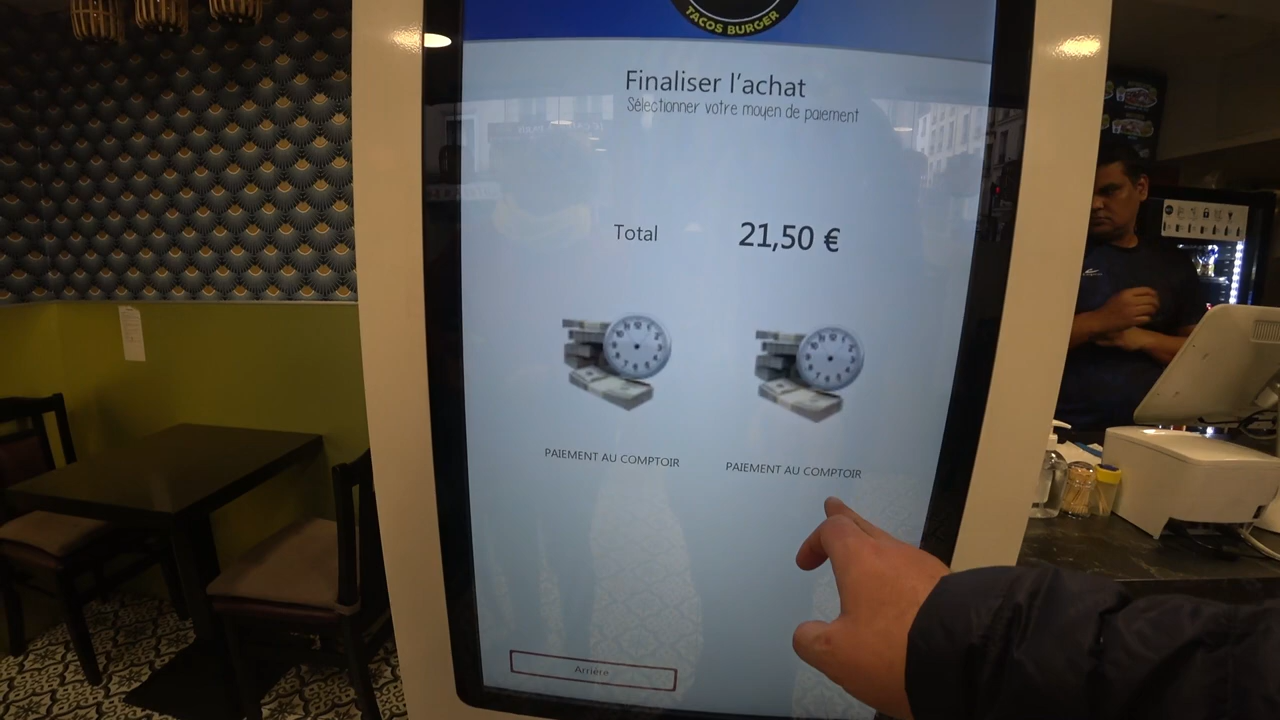 TACOS BURGER
Finaliser l'achat
Sélectionner votre moyen de paiement
Total 21,50 €
PAIEMENT AU COMPTOIR
PAIEMENT AU COMPTOIR
Arrière